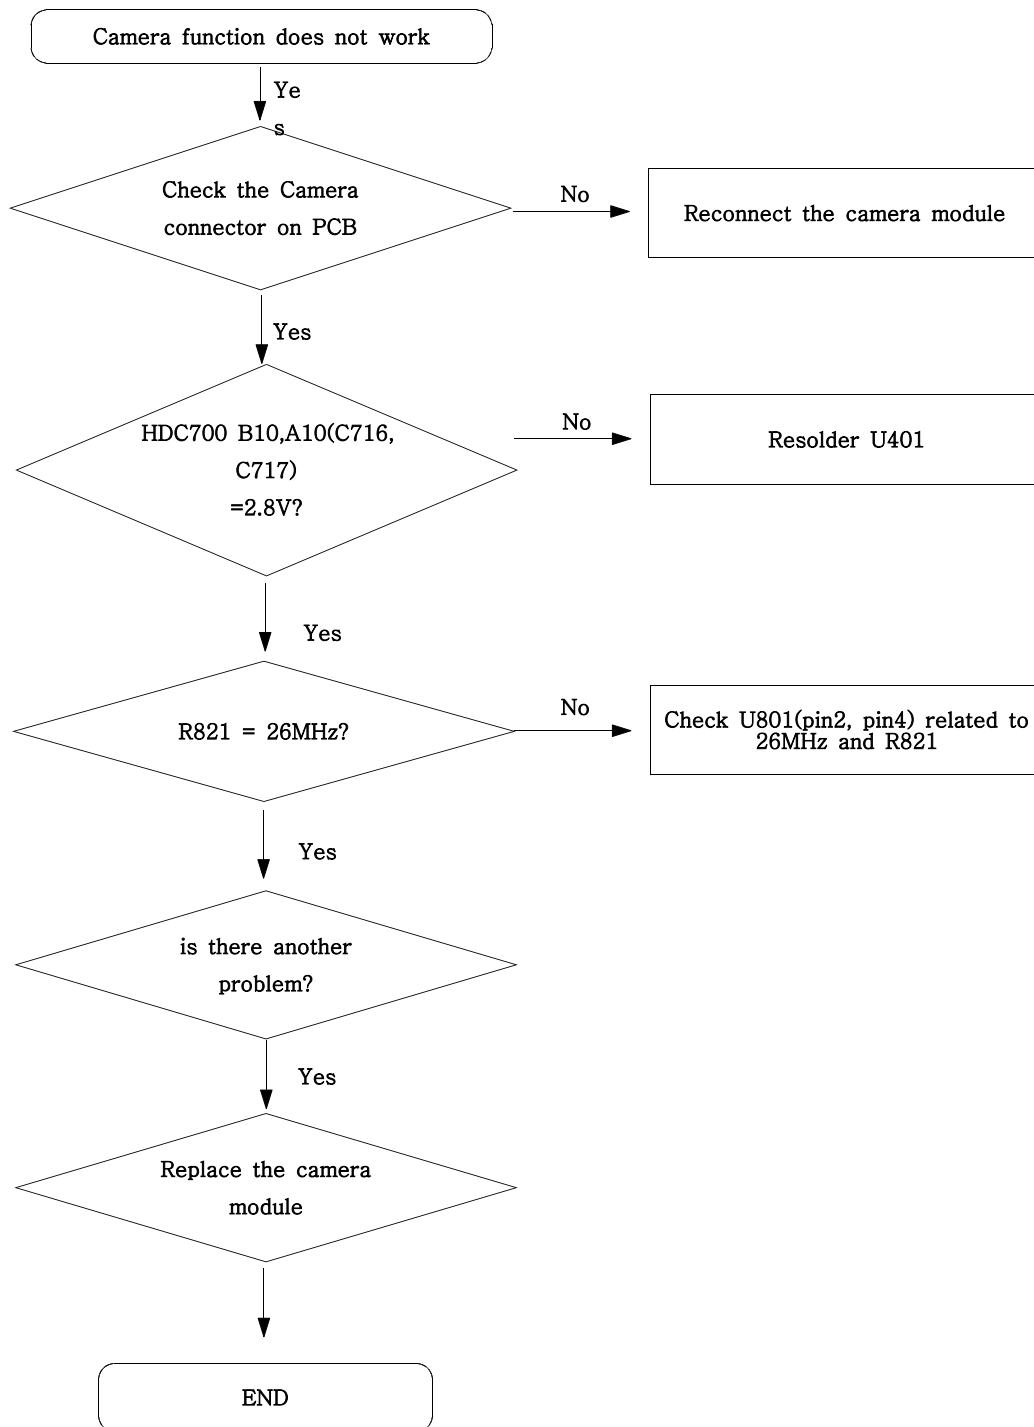 Camera function does not work
Ye
s
Check the Camera
connector on PCB
No
Reconnect the camera module
Yes
HDC700 B10,A10(C716,
C717)
=2.8V?
No
Resolder U401
Yes
R821 = 26MHz?
No
Check U801(pin2, pin4) related to
26MHz and R821
Yes
is there another
problem?
Yes
Replace the camera
module
END